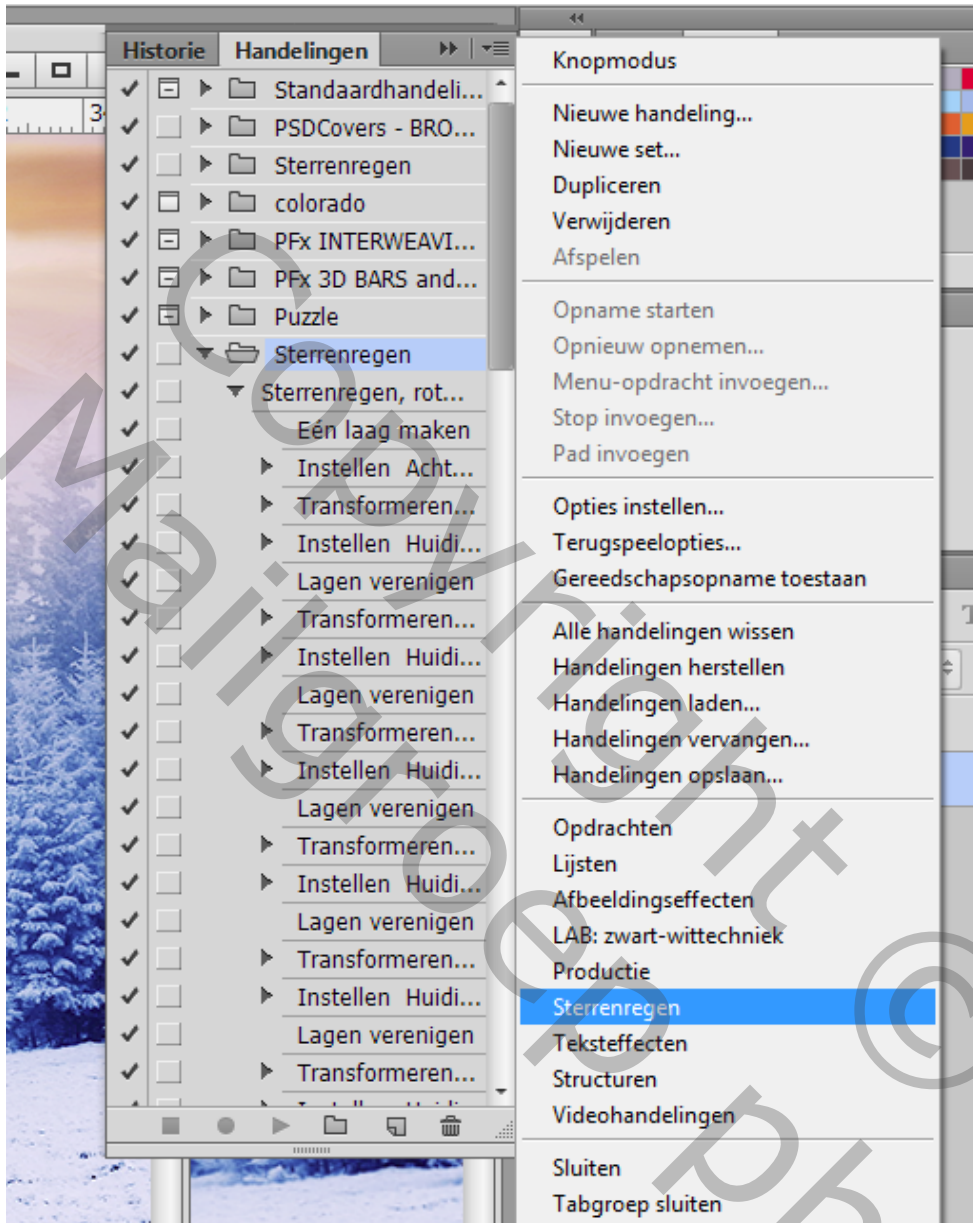 Historie
Handelingen
Standaardhandeli...
PSDCovers - BRO...
Sterrenregen
colorado
PFx INTERWEAVI...
PFx 3D BARS and...
Puzzle
Sterrenregen
Sterrenregen, rot...
Eén laag maken
Instellen Acht...
Transformeren...
Instellen Huidi...
Lagen verenigen
Transformeren...
Instellen Huidi...
Lagen verenigen
Transformeren...
Instellen Huidi...
Lagen verenigen
Transformeren...
Instellen Huidi...
Lagen verenigen
Transformeren...
Instellen Huidi...
Lagen verenigen
Transformeren...
Knopmodus
Nieuwe handeling...
Nieuwe set...
Dupliceren
Verwijderen
Afspelen
Opname starten
Opnieuw opnemen...
Menu-opdracht invoegen...
Stop invoegen...
Pad invoegen
Opties instellen...
Terugspeelopties...
Gereedschapsopname toestaan
Alle handelingen wissen
Handelingen herstellen
Handelingen laden...
Handelingen vervangen...
Handelingen opslaan...
Opdrachten
Lijsten
Afbeeldingseffecten
LAB: zwart-wittechniek
Productie
Sterrenregen
Teksteffecten
Structuren
Videohandelingen
Sluiten
Tabgroep sluiten
Copyright ©
Mailgroep